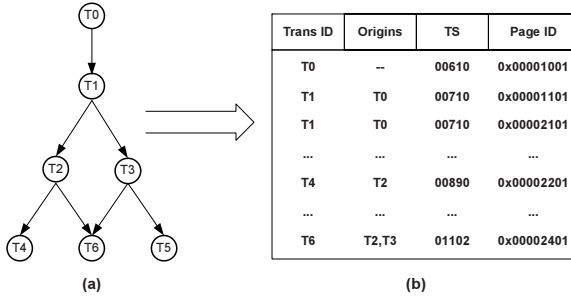 T0
T1
T2 T3
T4 T6 T5
(a)
Trans ID Origins TS Page ID
T0 -- 00610 0x00001001
T1 T0 00710 0x00001101
T1 T0 00710 0x00002101
... ... ... ...
T4 T2 00890 0x00002201
... ... ... ...
T6 T2,T3 01102 0x00002401
(b)